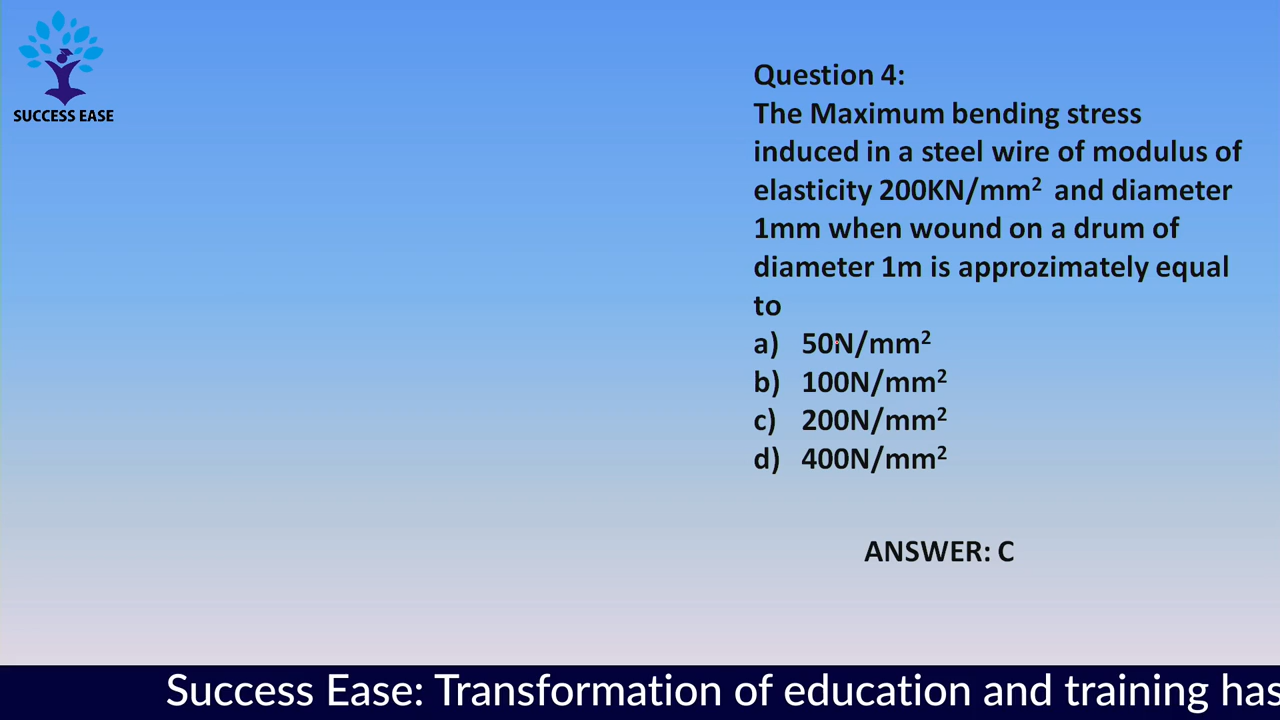 SUCCESS EASE
Question 4:
The Maximum bending stress
induced in a steel wire of modulus of
elasticity 200KN/mm² and diameter
1mm when wound on a drum of
diameter 1m is approzimately equal
to
a) 50N/mm²
b) 100N/mm²
c) 200N/mm²
d) 400N/mm²
ANSWER: C
Success Ease: Transformation of education and training has